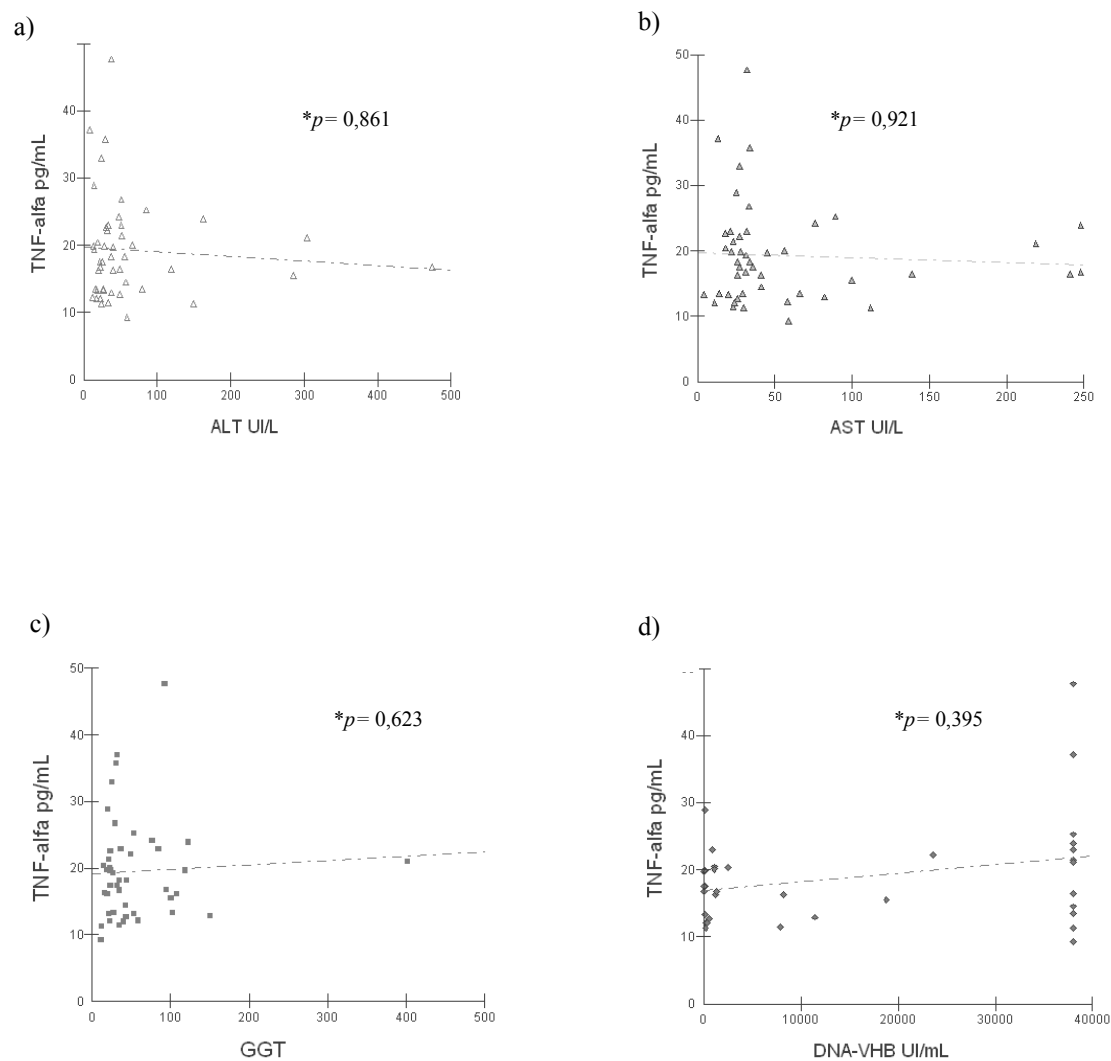 a)
TNF-alfa pg/mL
40
30
20
10
0
*p= 0,861
0 100 200 300 400 500
ALT UI/L
b)
TNF-alfa pg/mL
50
40
30
20
10
0
*p= 0,921
0 50 100 150 200 250
AST UI/L
c)
TNF-alfa pg/mL
50
40
30
20
10
0
*p= 0,623
0 100 200 300 400 500
GGT
d)
TNF-alfa pg/mL
40
30
20
10
0
*p= 0,395
0 10000 20000 30000 40000
DNA-VHB UI/mL